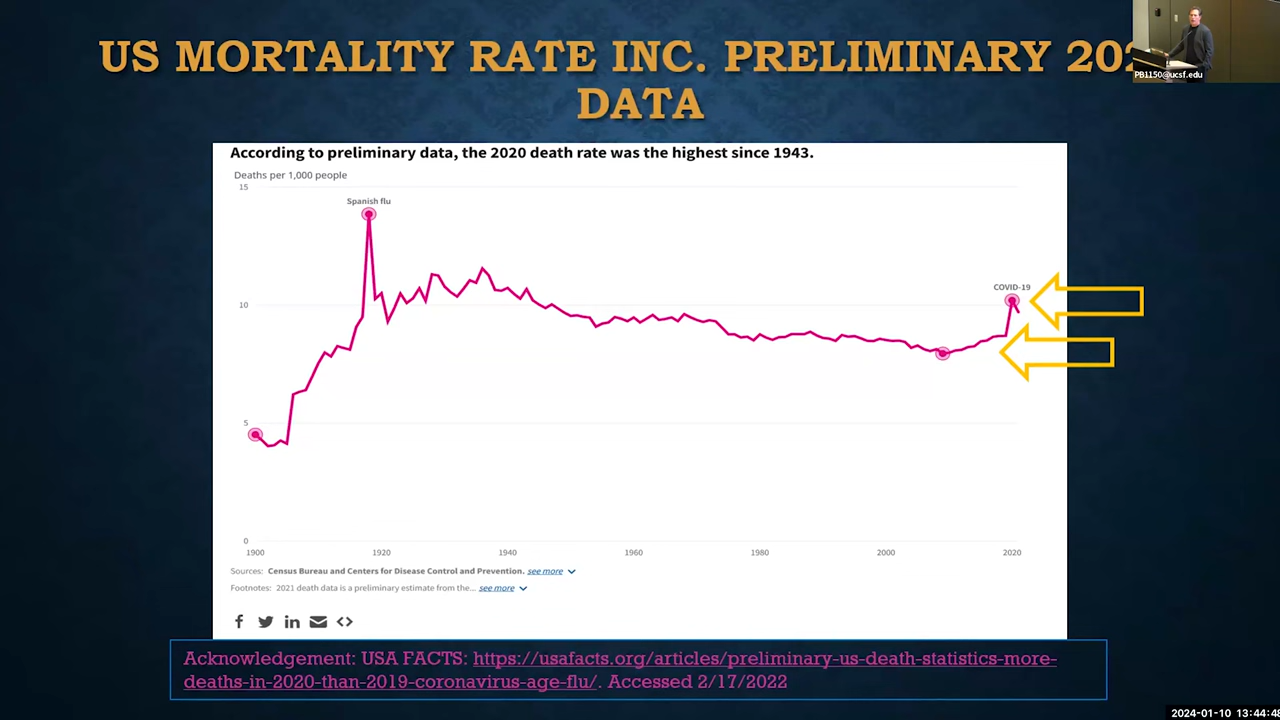 US MORTALITY RATE INC. PRELIMINARY
DATA
PB1150@ucsf.edu
According to preliminary data, the 2020 death rate was the highest since 1943.
Deaths per 1,000 people
15
Spanish flu
COVID-19
10
5
0
1900 1920 1940 1960 1980 2000 2020
Sources: Census Bureau and Centers for Disease Control and Prevention. see more
Footnotes: 2021 death data is a preliminary estimate from the... see more
Acknowledgement: USA FACTS: https://usafacts.org/articles/preliminary-us-death-statistics-more-
deaths-in-2020-than-2019-coronavirus-age-flu/. Accessed 2/17/2022
2024-01-10 13:44:48